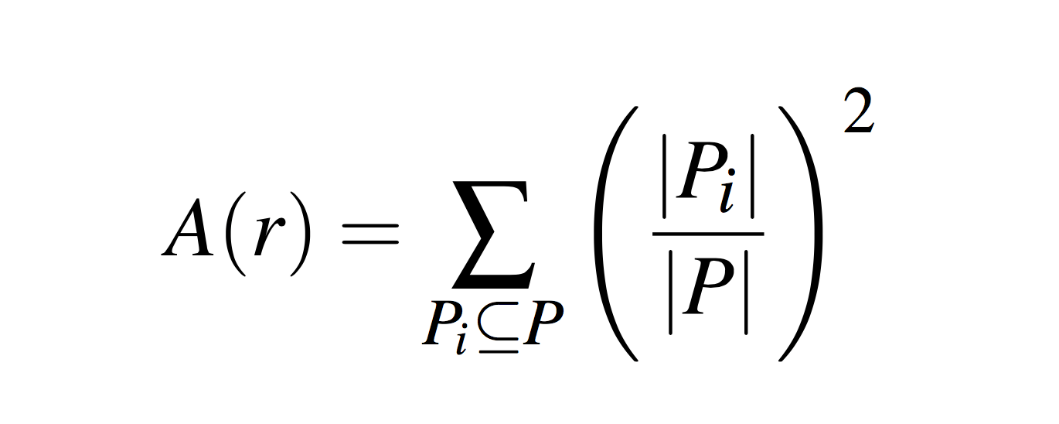 A(r) = ∑_{P_i ⊆ P} (|P_i| / |P|)^2